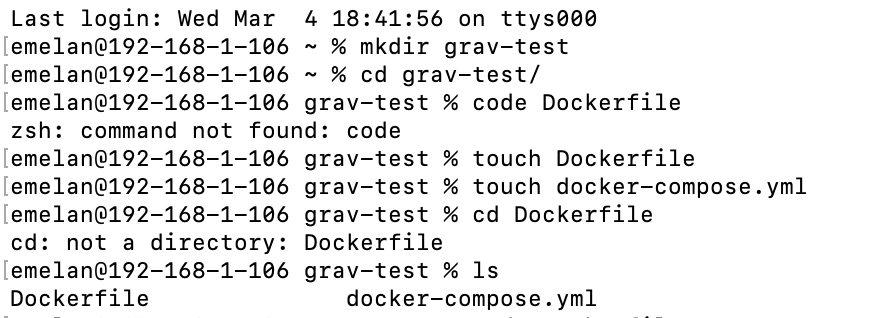 Last login: Wed Mar  4 18:41:56 on ttys000
[emelan@192-168-1-106 ~ % mkdir grav-test
[emelan@192-168-1-106 ~ % cd grav-test/
[emelan@192-168-1-106 grav-test % code Dockerfile
zsh: command not found: code
[emelan@192-168-1-106 grav-test % touch Dockerfile
[emelan@192-168-1-106 grav-test % touch docker-compose.yml
[emelan@192-168-1-106 grav-test % cd Dockerfile
cd: not a directory: Dockerfile
[emelan@192-168-1-106 grav-test % ls
Dockerfile              docker-compose.yml